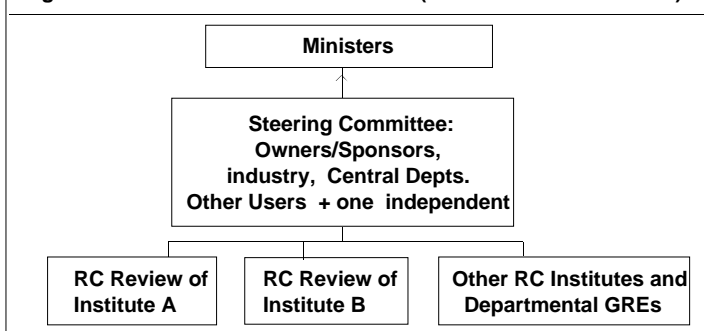 Ministers
Steering Committee:
Owners/Sponsors,
industry, Central Depts.
Other Users + one independent
RC Review of
Institute A
RC Review of
Institute B
Other RC Institutes and
Departmental GREs